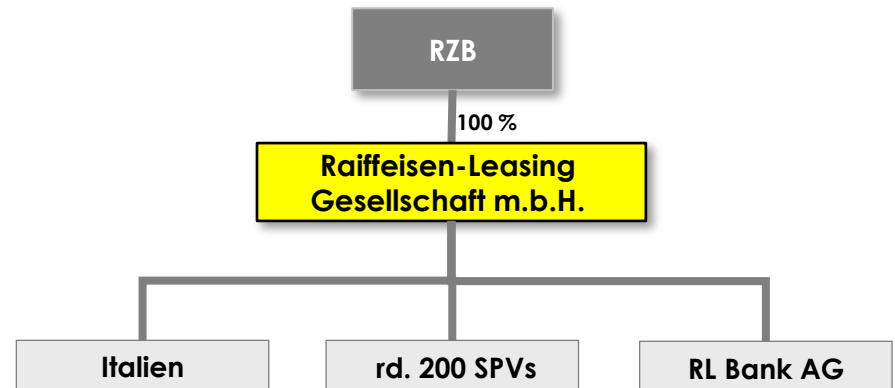 RZB
100 %
Raiffeisen-Leasing
Gesellschaft m.b.H.
Italien
rd. 200 SPVs
RL Bank AG